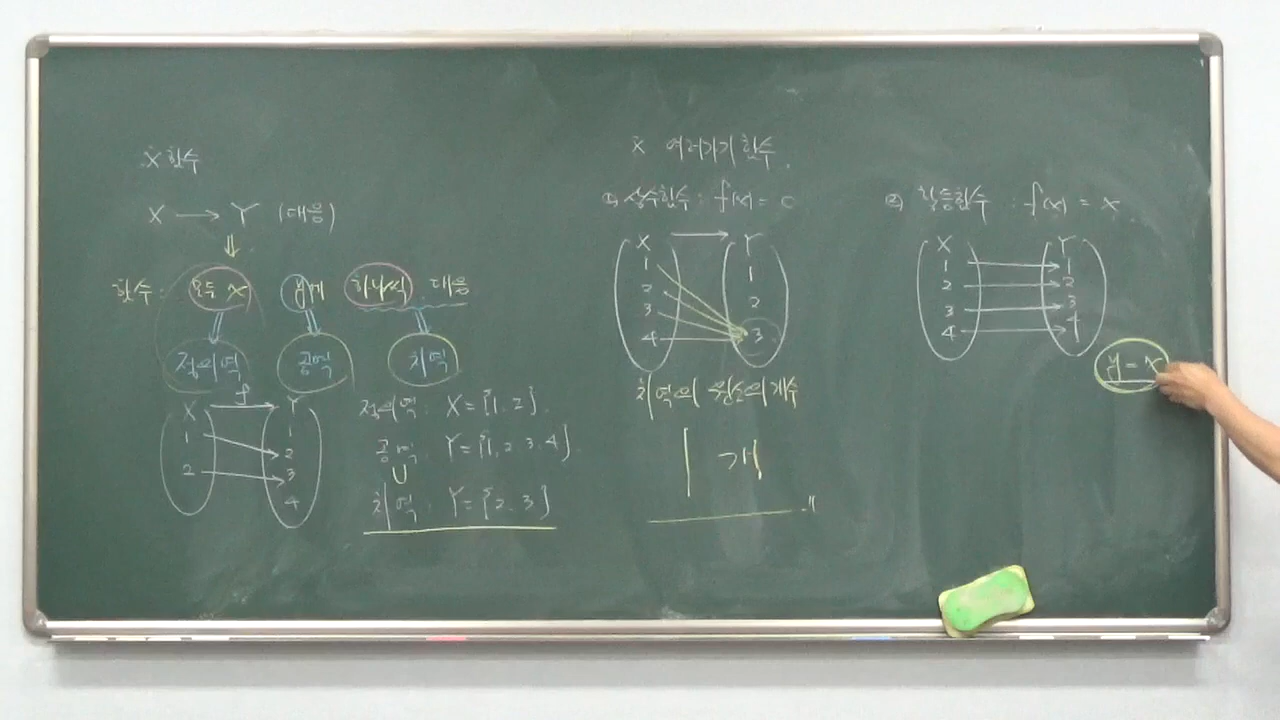 ※ 함수
X → Y (대응)
⇓
함수 : 모든 x y에 하나씩 대응
정의역 공역 치역
f
X Y
1 1
2 2
3
4
정의역 : X = {1, 2}.
공역 : Y = {1, 2, 3, 4}.
∪
치역 : Y = {2, 3}
※ 여러가지 함수.
① 상수함수 : f(x) = c
X → Y
1 1
2 2
3 3
4
치역의 원소의 개수
1 개
② 항등함수 : f(x) = x.
X Y
1 1
2 2
3 3
4 4
y = x